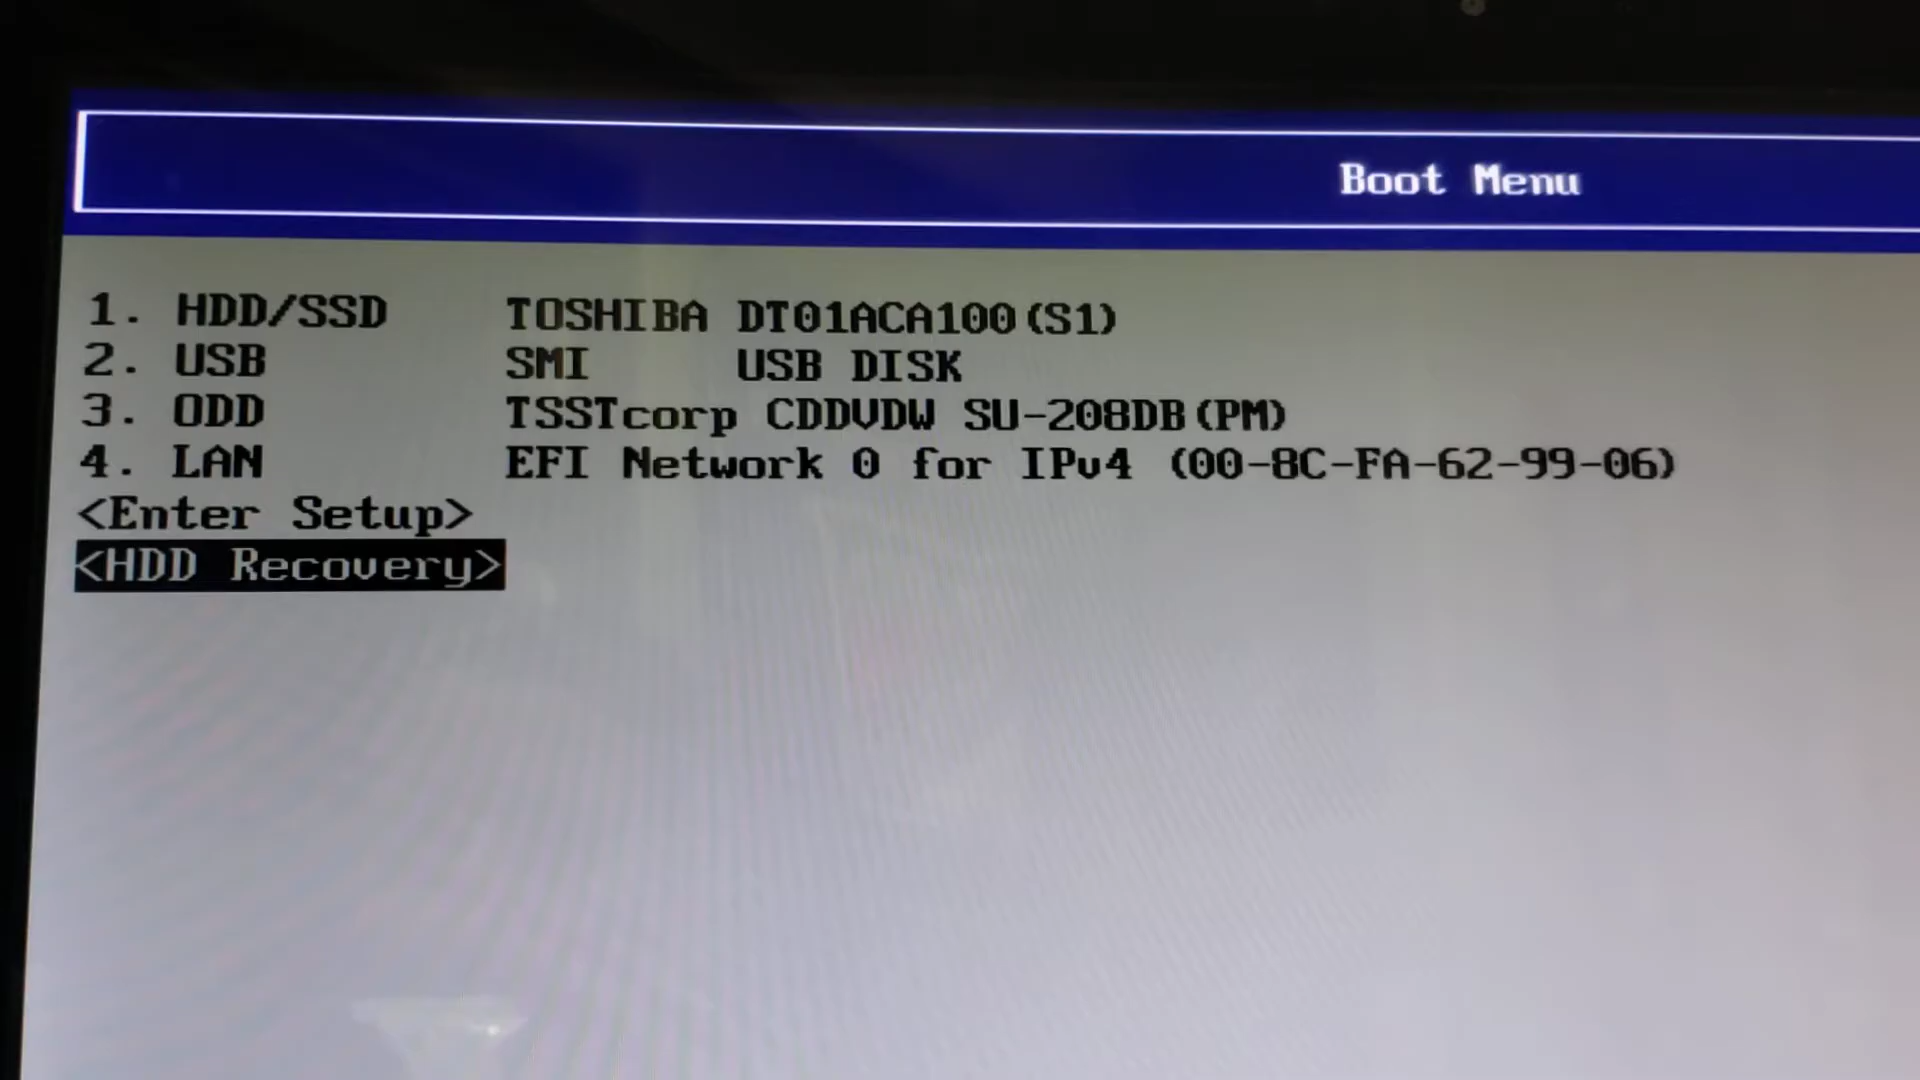 Boot Menu
1. HDD/SSD TOSHIBA DT01ACA100(S1)
2. USB SMI USB DISK
3. ODD TSSTcorp CDDVDW SU-208DB(PM)
4. LAN EFI Network 0 for IPv4 (00-8C-FA-62-99-06)
<Enter Setup>
<HDD Recovery>